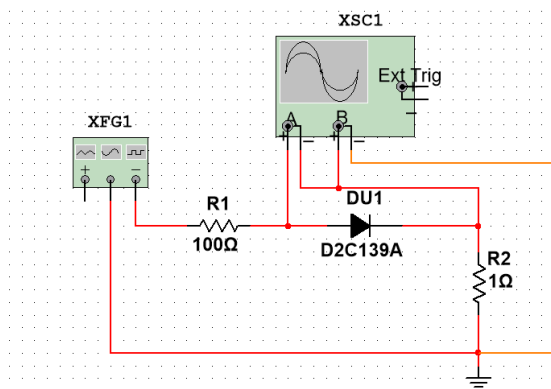 XSC1
Ext Trig
A
B
XFG1
R1
100Ω
DU1
D2C139A
R2
1Ω